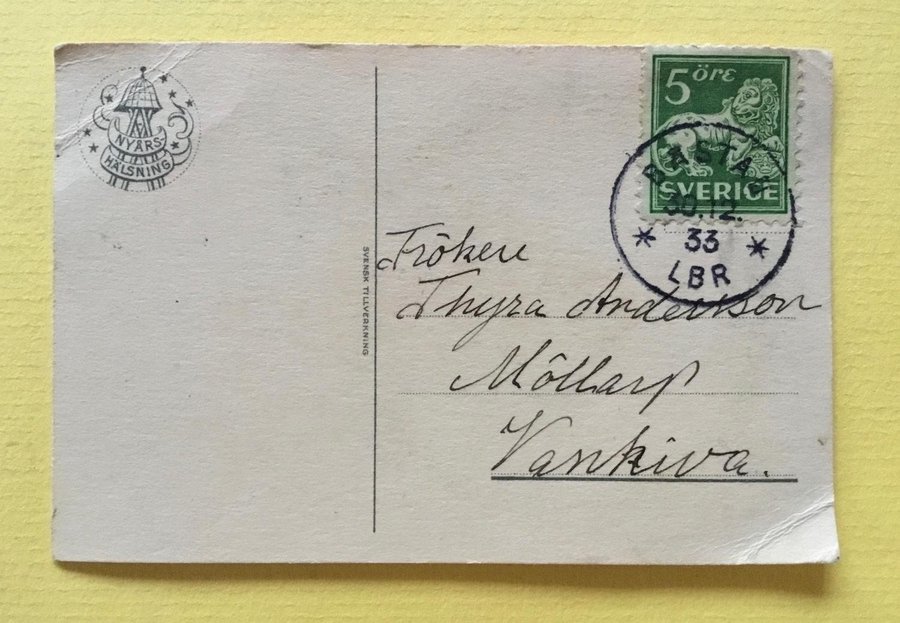 NYÅRS-
HÄLSNING
SVENSK TILLVERKNING
5 öre
SVERIGE
30.12.
33
LBR
Fröken
Thyra Andersson
Möllarp
Vankiva.